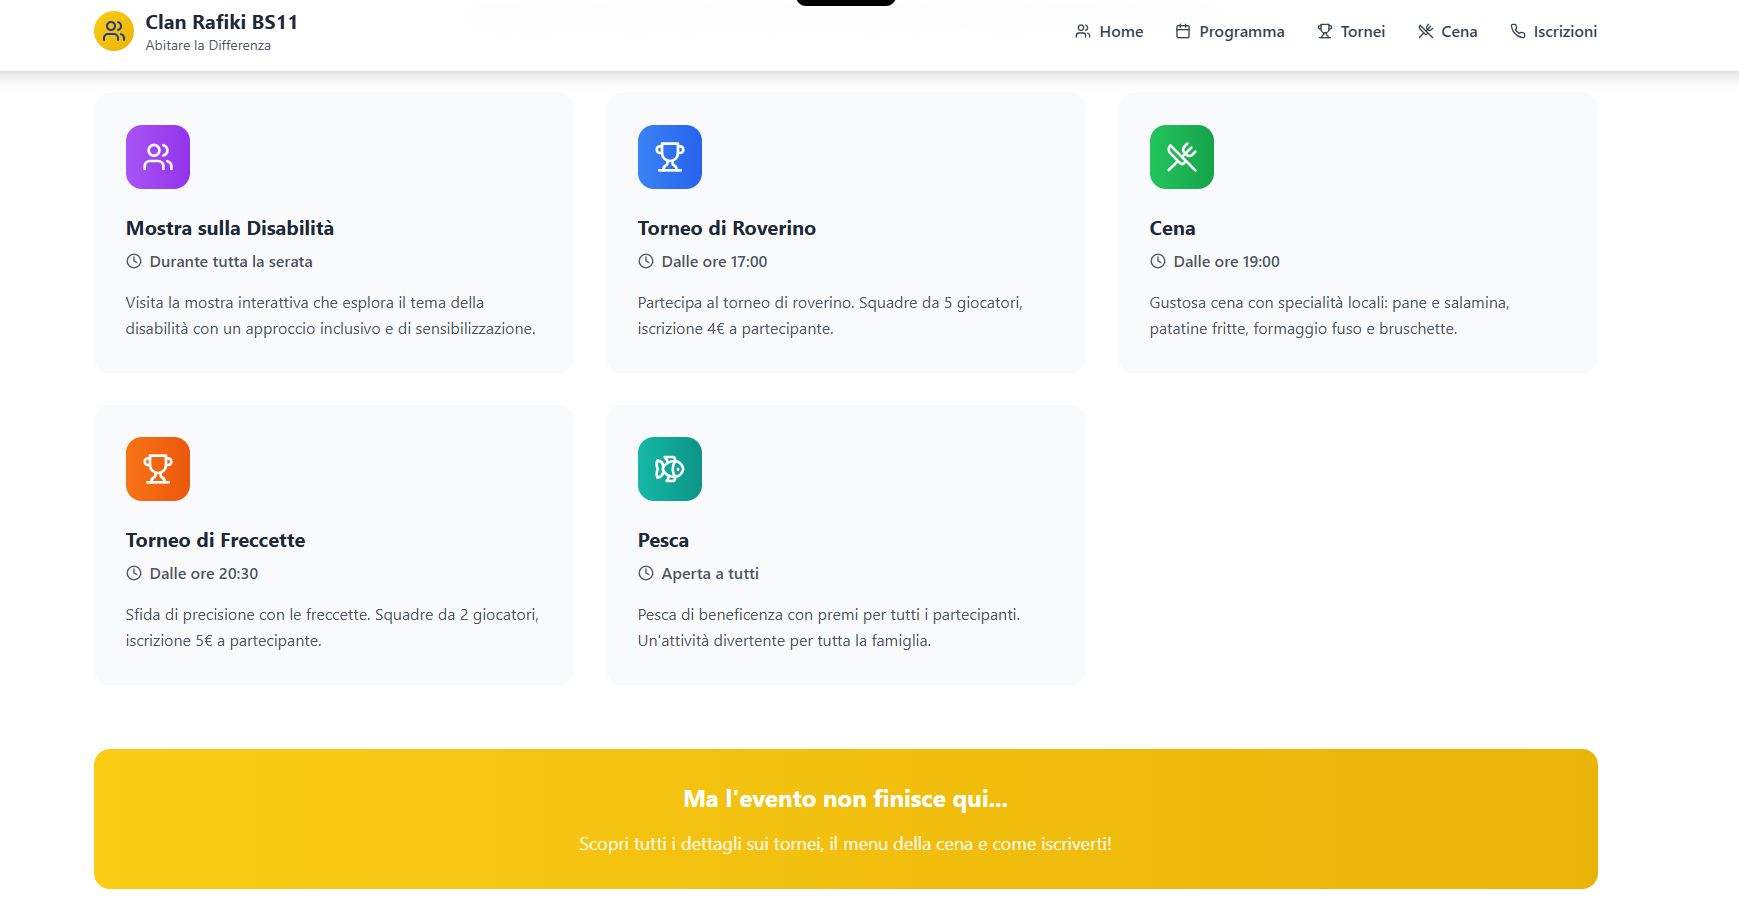 Clan Rafiki BS11
Abitare la Differenza
Home
Programma
Tornei
Cena
Iscrizioni
Mostra sulla Disabilità
Durante tutta la serata
Visita la mostra interattiva che esplora il tema della
disabilità con un approccio inclusivo e di sensibilizzazione.
Torneo di Roverino
Dalle ore 17:00
Partecipa al torneo di roverino. Squadre da 5 giocatori,
iscrizione 4€ a partecipante.
Cena
Dalle ore 19:00
Gustosa cena con specialità locali: pane e salamina,
patatine fritte, formaggio fuso e bruschette.
Torneo di Freccette
Dalle ore 20:30
Sfida di precisione con le freccette. Squadre da 2 giocatori,
iscrizione 5€ a partecipante.
Pesca
Aperta a tutti
Pesca di beneficenza con premi per tutti i partecipanti.
Un'attività divertente per tutta la famiglia.
Ma l'evento non finisce qui...
Scopri tutti i dettagli sui tornei, il menu della cena e come iscriverti!